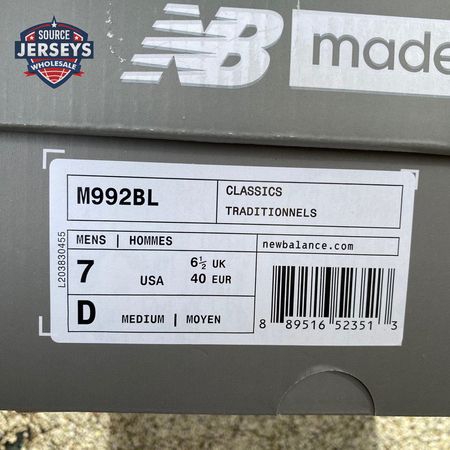 SOURCE
JERSEYS
WHOLESALE
NB made
M992BL
CLASSICS
TRADITIONNELS
MENS | HOMMES
7 USA
6½ UK
40 EUR
D MEDIUM | MOYEN
newbalance.com
8 89516 52351 3
L203830455